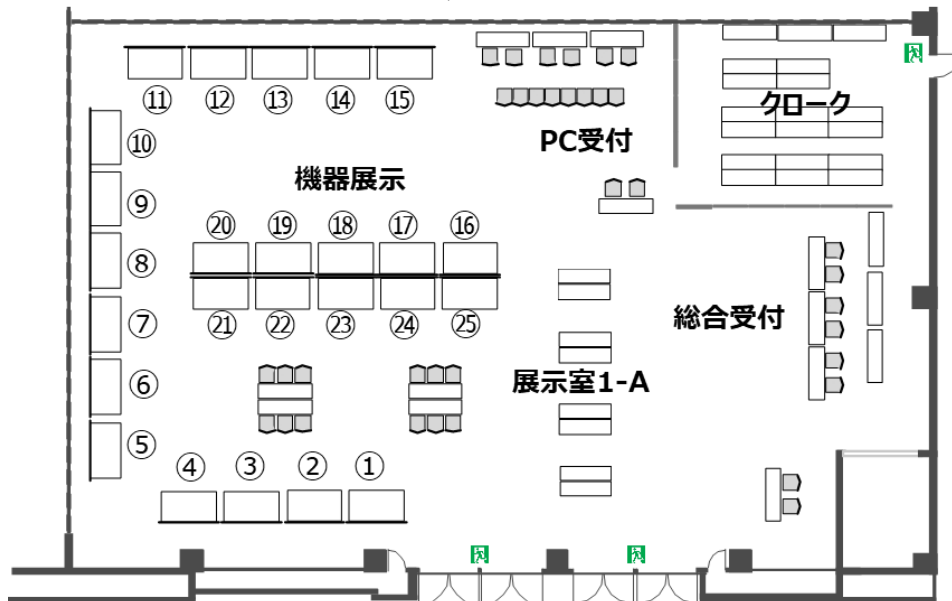 ⑪ ⑫ ⑬ ⑭ ⑮
クローク
PC受付
⑩
機器展示
⑨
⑳ ⑲ ⑱ ⑰ ⑯
⑧
㉑ ㉒ ㉓ ㉔ ㉕
総合受付
⑦
展示室1-A
⑥
⑤
④ ③ ② ①